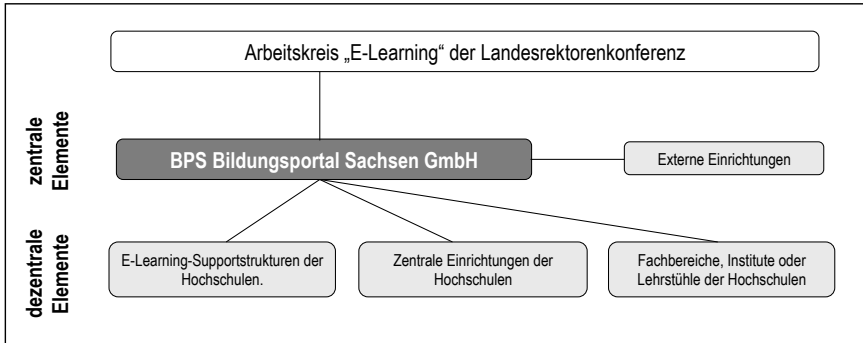 Arbeitskreis „E-Learning“ der Landesrektorenkonferenz
zentrale
Elemente
BPS Bildungsportal Sachsen GmbH
Externe Einrichtungen
dezentrale
Elemente
E-Learning-Supportstrukturen der
Hochschulen.
Zentrale Einrichtungen der
Hochschulen
Fachbereiche, Institute oder
Lehrstühle der Hochschulen